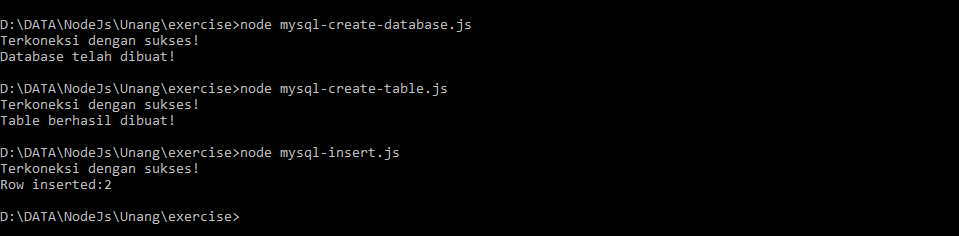 D:\DATA\NodeJs\Unang\exercise>node mysql-create-database.js
Terkoneksi dengan sukses!
Database telah dibuat!
D:\DATA\NodeJs\Unang\exercise>node mysql-create-table.js
Terkoneksi dengan sukses!
Table berhasil dibuat!
D:\DATA\NodeJs\Unang\exercise>node mysql-insert.js
Terkoneksi dengan sukses!
Row inserted:2
D:\DATA\NodeJs\Unang\exercise>